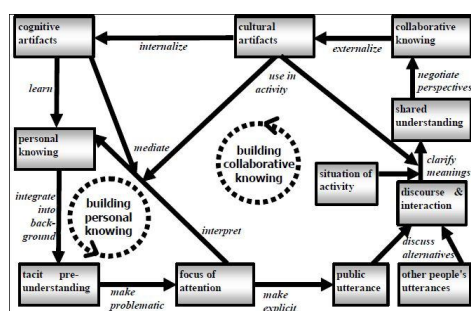 cognitive
artifacts
internalize
cultural
artifacts
externalize
collaborative
knowing
learn
use in
activity
negotiate
perspectives
personal
knowing
mediate
building
collaborative
knowing
shared
understanding
situation of
activity
clarify
meanings
integrate
into
back-
ground
building
personal
knowing
interpret
discourse &
interaction
discuss
alternatives
tacit pre-
understanding
make
problematic
focus of
attention
make
explicit
public
utterance
other people's
utterances